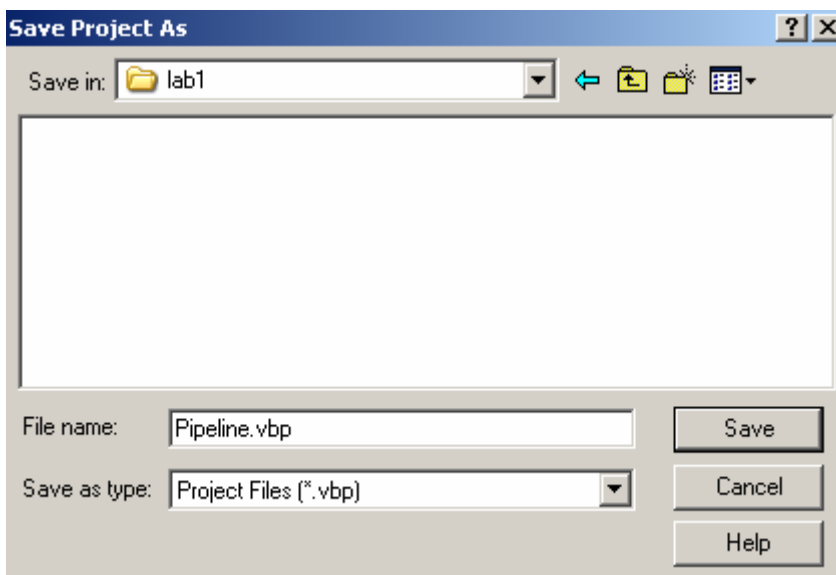 Save Project As
Save in: lab1
File name: Pipeline.vbp Save
Save as type: Project Files (*.vbp) Cancel
Help